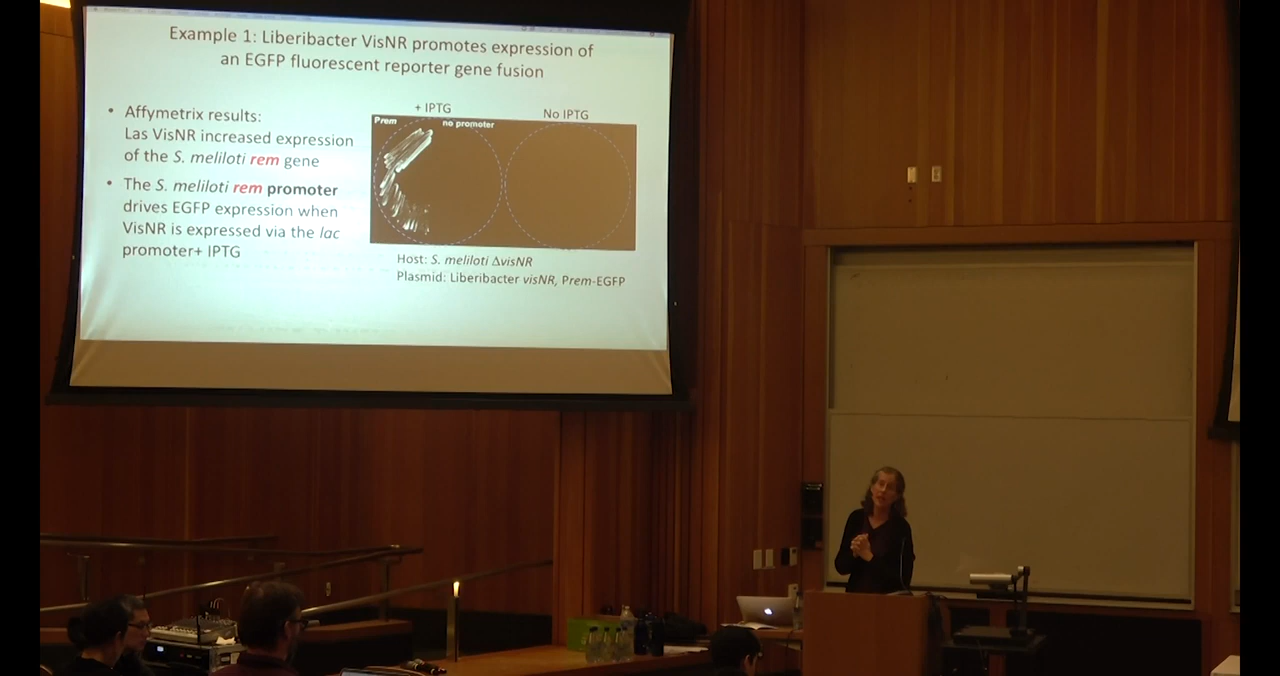 Example 1: Liberibacter VisNR promotes expression of
an EGFP fluorescent reporter gene fusion
• Affymetrix results:
Las VisNR increased expression
of the S. meliloti rem gene
• The S. meliloti rem promoter
drives EGFP expression when
VisNR is expressed via the lac
promoter+ IPTG
+ IPTG
No IPTG
Prem
no promoter
Host: S. meliloti ΔvisNR
Plasmid: Liberibacter visNR, Prem-EGFP